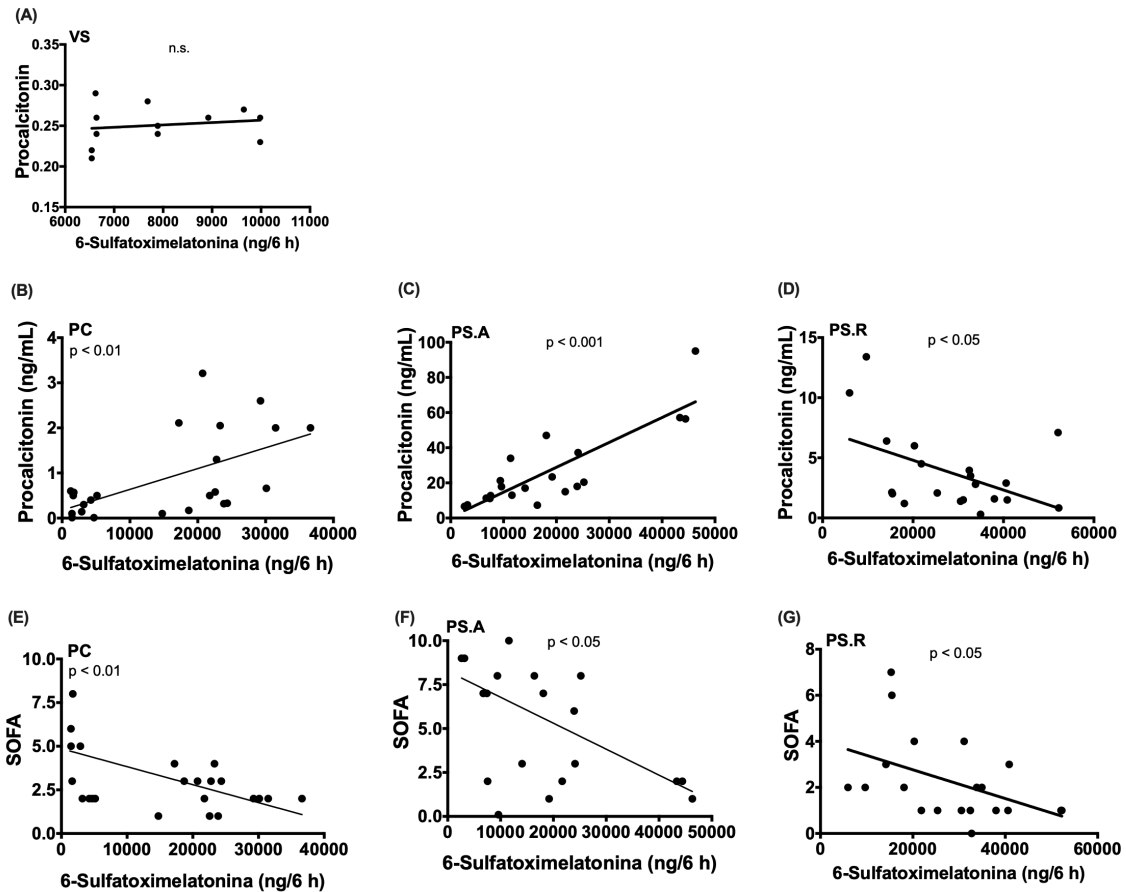 (A)
VS
n.s.
Procalcitonin
0.35
0.30
0.25
0.20
0.15
6000 7000 8000 9000 10000 11000
6-Sulfatoximelatonina (ng/6 h)
(B)
PC
p < 0.01
Procalcitonin (ng/mL)
4
3
2
1
0
0 10000 20000 30000 40000
6-Sulfatoximelatonina (ng/6 h)
(C)
PS.A
p < 0.001
Procalcitonin (ng/mL)
100
80
60
40
20
0
0 10000 20000 30000 40000 50000
6-Sulfatoximelatonina (ng/6 h)
(D)
PS.R
p < 0.05
Procalcitonin (ng/mL)
15
10
5
0
0 20000 40000 60000
6-Sulfatoximelatonina (ng/6 h)
(E)
PC
p < 0.01
SOFA
10.0
7.5
5.0
2.5
0.0
0 10000 20000 30000 40000
6-Sulfatoximelatonina (ng/6 h)
(F)
PS.A
p < 0.05
SOFA
10.0
7.5
5.0
2.5
0.0
0 10000 20000 30000 40000 50000
6-Sulfatoximelatonina (ng/6 h)
(G)
PS.R
p < 0.05
SOFA
8
6
4
2
0
0 20000 40000 60000
6-Sulfatoximelatonina (ng/6 h)